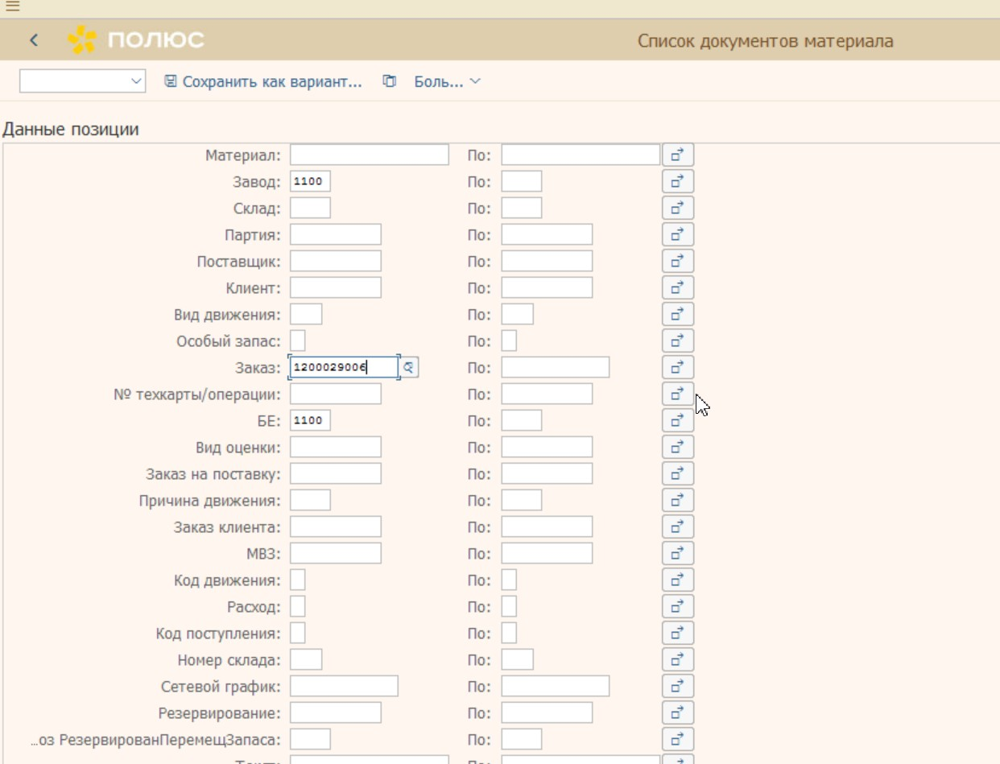 ПОЛЮС
Список документов материала
Сохранить как вариант... Боль...
Данные позиции
Материал: По:
Завод: 1100 По:
Склад: По:
Партия: По:
Поставщик: По:
Клиент: По:
Вид движения: По:
Особый запас: По:
Заказ: 1200029006 По:
№ техкарты/операции: По:
БЕ: 1100 По:
Вид оценки: По:
Заказ на поставку: По:
Причина движения: По:
Заказ клиента: По:
МВЗ: По:
Код движения: По:
Расход: По:
Код поступления: По:
Номер склада: По:
Сетевой график: По:
Резервирование: По:
...оз РезервированПеремещЗапаса: По:
По: